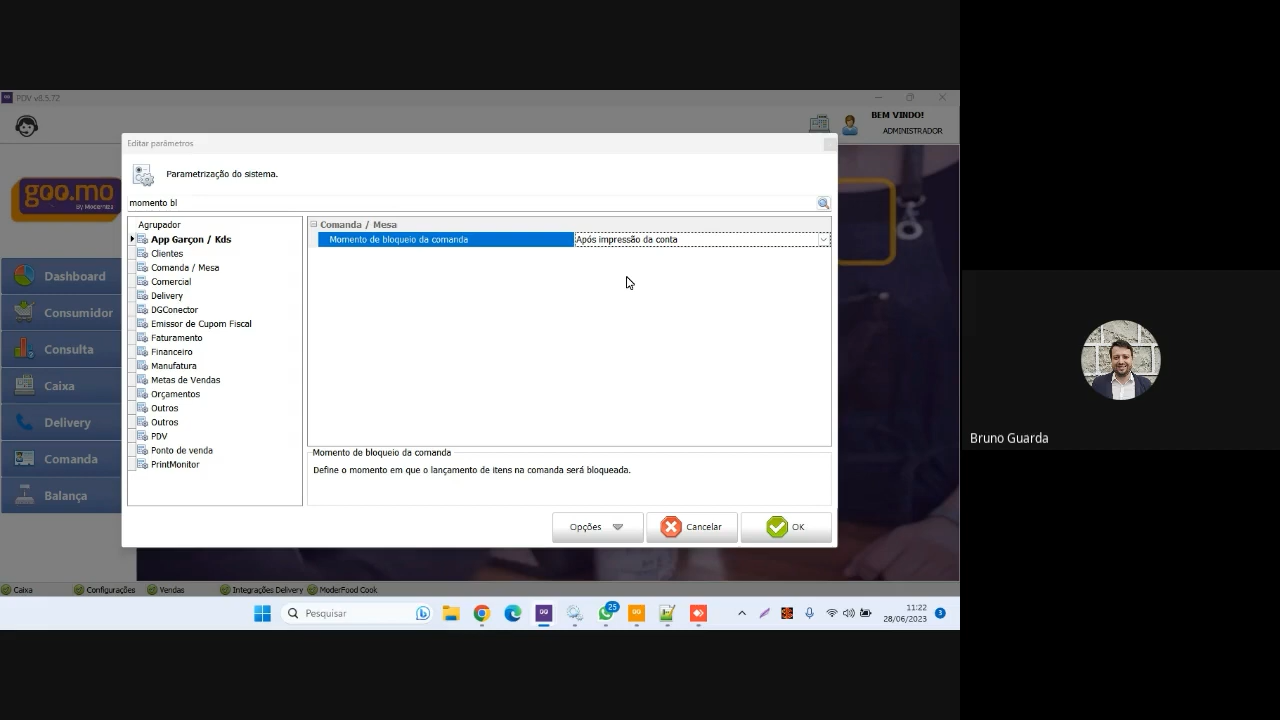 PDV v8.5.72
BEM VINDO!
ADMINISTRADOR
goo.mo
by Moderniza
Dashboard
Consumidor
Consulta
Caixa
Delivery
Comanda
Balança
Editar parâmetros
Parametrização do sistema.
momento bl
Agrupador
App Garçon / Kds
Clientes
Comanda / Mesa
Comercial
Delivery
DGConector
Emissor de Cupom Fiscal
Faturamento
Financeiro
Manufatura
Metas de Vendas
Orçamentos
Outros
Outros
PDV
Ponto de venda
PrintMonitor
Comanda / Mesa
Momento de bloqueio da comanda
Após impressão da conta
Momento de bloqueio da comanda
Define o momento em que o lançamento de itens na comanda será bloqueada.
Opções
Cancelar
OK
Caixa
Configurações
Vendas
Integrações Delivery
ModerFood Cook
Pesquisar
25
11:22
28/06/2023
3
Bruno Guarda